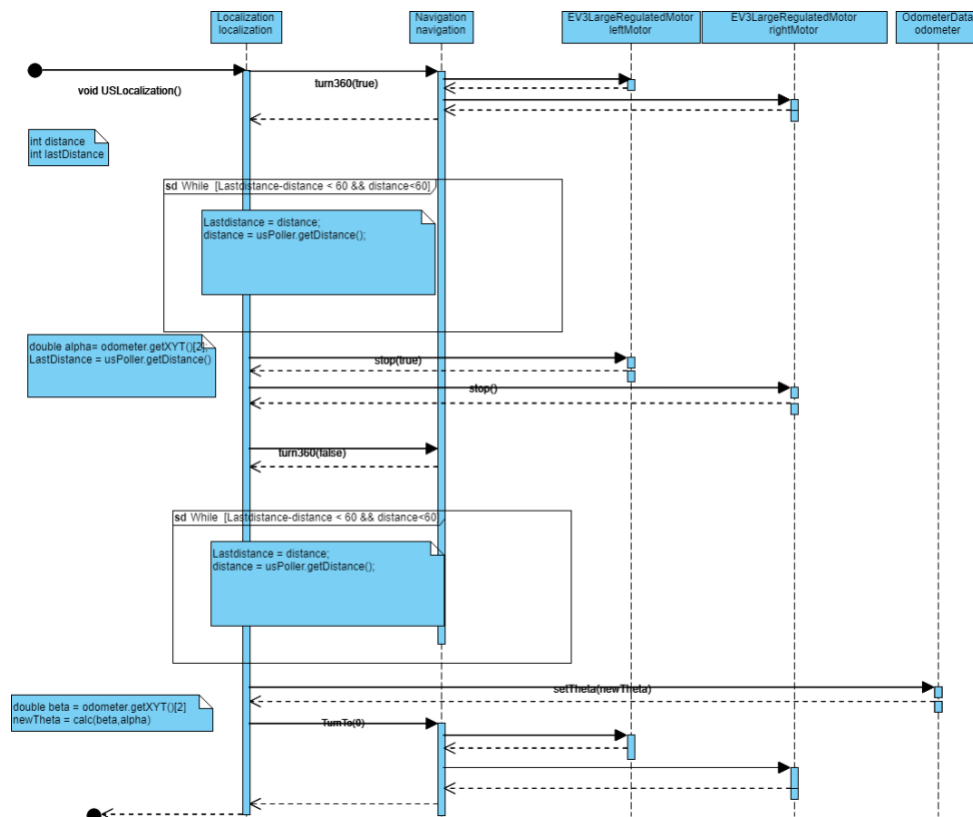 Localization
localization
Navigation
navigation
EV3LargeRegulatedMotor
leftMotor
EV3LargeRegulatedMotor
rightMotor
OdometerData
odometer
void USLocalization()
turn360(true)
int distance
int lastDistance
sd While [Lastdistance-distance < 60 && distance<60]
Lastdistance = distance;
distance = usPoller.getDistance();
double alpha= odometer.getXYT()[2];
LastDistance = usPoller.getDistance()
stop(true)
stop()
turn360(false)
sd While [Lastdistance-distance < 60 && distance<60]
Lastdistance = distance;
distance = usPoller.getDistance();
setTheta(newTheta)
double beta = odometer.getXYT()[2]
newTheta = calc(beta,alpha)
TurnTo(0)